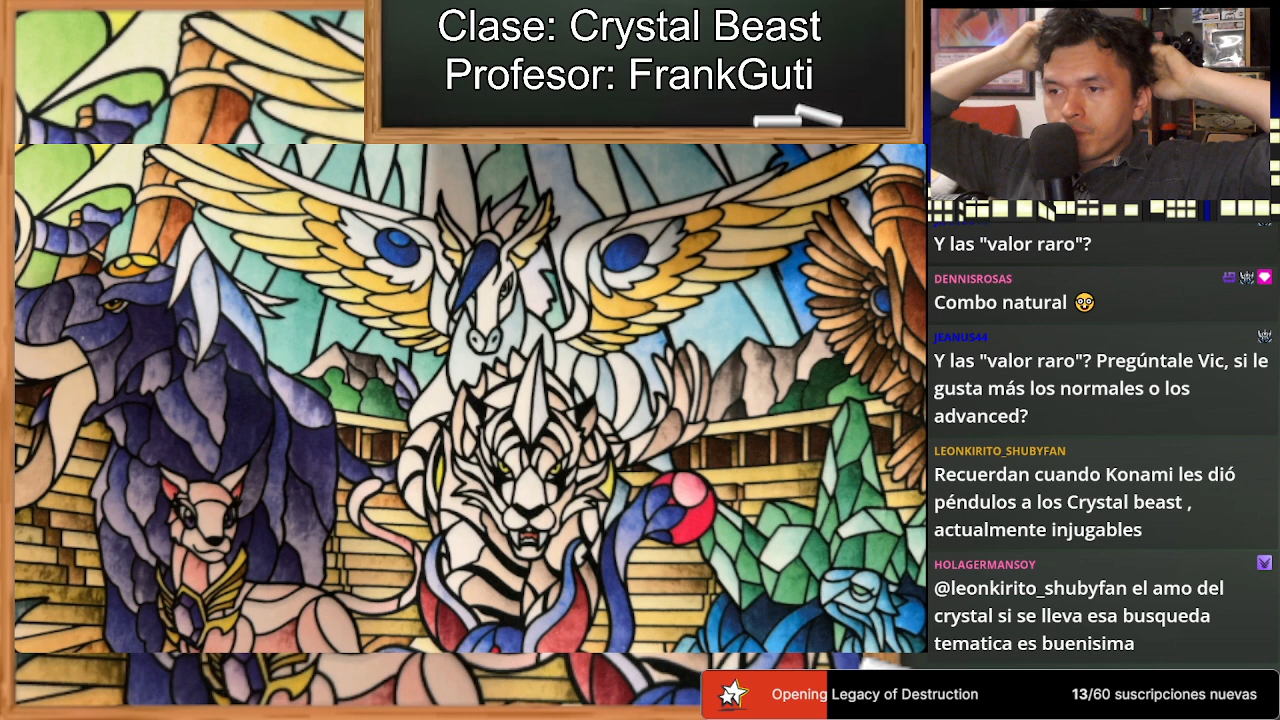 Clase: Crystal Beast
Profesor: FrankGuti
Y las "valor raro"?
DENNISROSAS
Combo natural
JEANUS44
Y las "valor raro"? Pregúntale Vic, si le
gusta más los normales o los
advanced?
LEONKIRITO_SHUBYFAN
Recuerdan cuando Konami les dió
péndulos a los Crystal beast ,
actualmente injugables
HOLAGERMANSOY
@leonkirito_shubyfan el amo del
crystal si se lleva esa busqueda
tematica es buenisima
Opening Legacy of Destruction 13/60 suscripciones nuevas